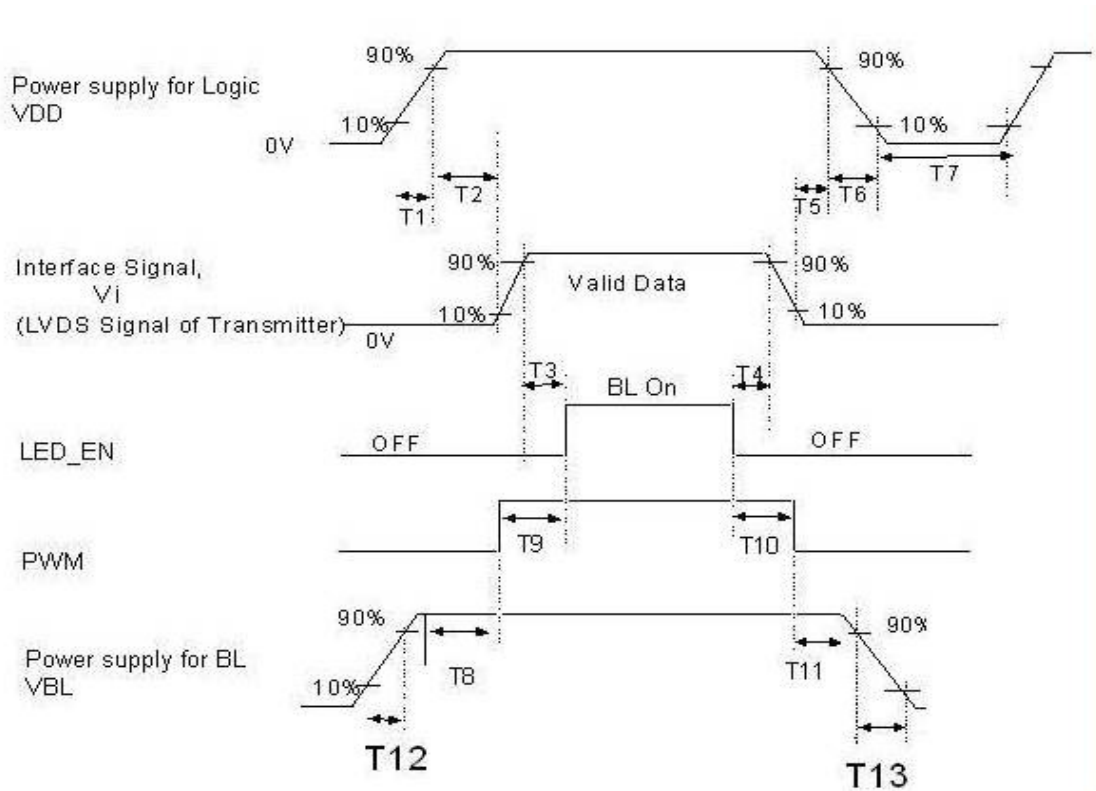 90%
90%
Power supply for Logic
VDD
10%
10%
0V
T1
T2
T5
T6
T7
Interface Signal,
Vi
(LVDS Signal of Transmitter)
90%
Valid Data
90%
10%
10%
0V
T3
T4
BL On
LED_EN
OFF
OFF
PWM
T9
T10
90%
90%
Power supply for BL
VBL
10%
T8
T11
T12
T13